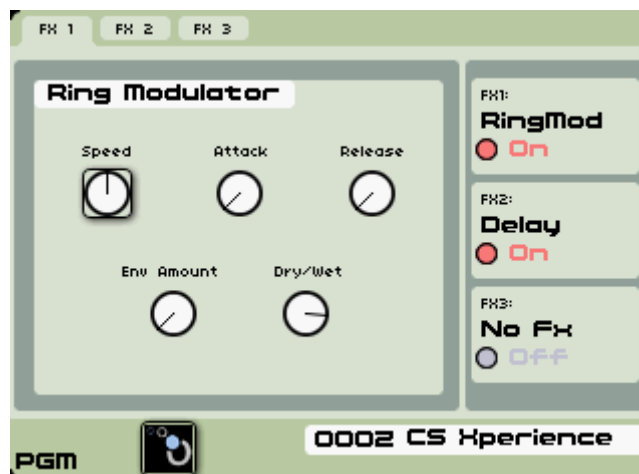 FX 1 FX 2 FX 3
Ring Modulator
Speed Attack Release
Env Amount Dry/Wet
FX1:
RingMod
On
FX2:
Delay
On
FX3:
No Fx
Off
PGM 0002 CS Xperience